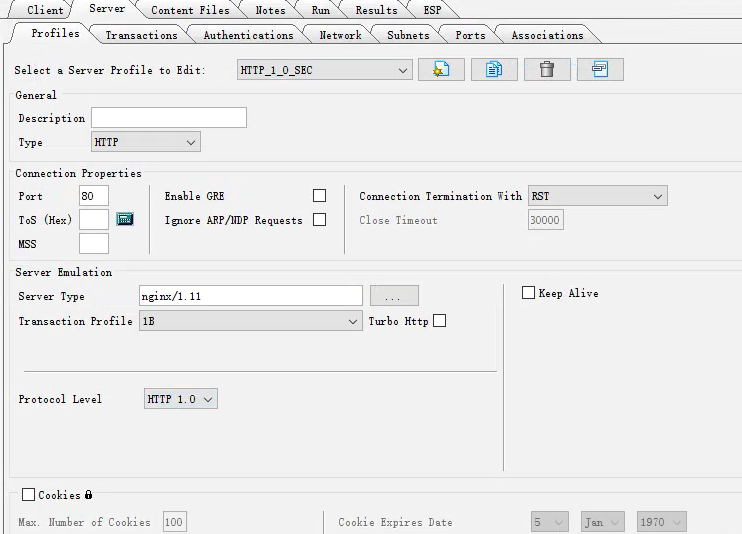 Client Server Content Files Notes Run Results ESP
Profiles Transactions Authentications Network Subnets Ports Associations
Select a Server Profile to Edit: HTTP_1_0_SEC
General
Description
Type HTTP
Connection Properties
Port 80 Enable GRE Connection Termination With RST
ToS (Hex) Ignore ARP/NDP Requests Close Timeout 30000
MSS
Server Emulation
Server Type nginx/1.11 ... Keep Alive
Transaction Profile 1B Turbo Http
Protocol Level HTTP 1.0
Cookies
Max. Number of Cookies 100 Cookie Expires Date 5 Jan 1970